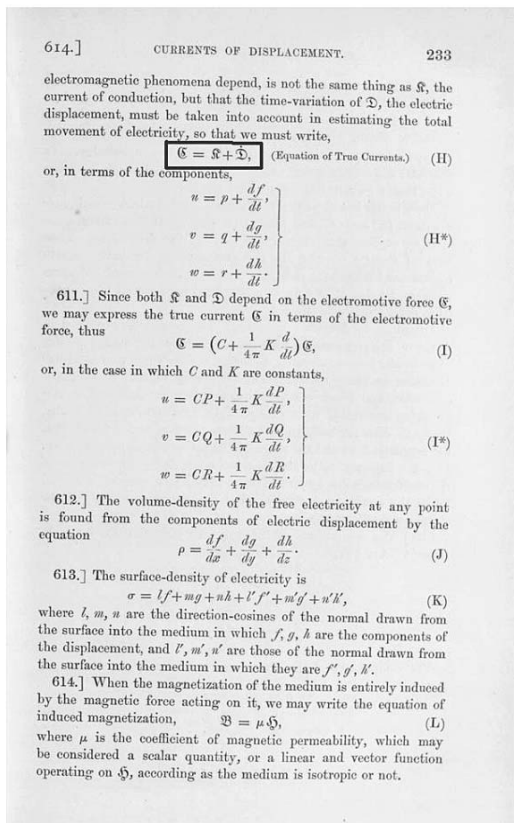 614.] CURRENTS OF DISPLACEMENT. 233
electromagnetic phenomena depend, is not the same thing as 𝔎, the
current of conduction, but that the time-variation of 𝔇, the electric
displacement, must be taken into account in estimating the total
movement of electricity, so that we must write,
ℭ = 𝔎 + 𝔇̇, (Equation of True Currents.) (H)
or, in terms of the components,
u = p + df/dt,
v = q + dg/dt, (H*)
w = r + dh/dt.
611.] Since both 𝔎 and 𝔇 depend on the electromotive force 𝔈,
we may express the true current ℭ in terms of the electromotive
force, thus
ℭ = (C + 1/4π K d/dt) 𝔈, (I)
or, in the case in which C and K are constants,
u = CP + 1/4π K dP/dt,
v = CQ + 1/4π K dQ/dt, (I*)
w = CR + 1/4π K dR/dt.
612.] The volume-density of the free electricity at any point
is found from the components of electric displacement by the
equation
ρ = df/dx + dg/dy + dh/dz. (J)
613.] The surface-density of electricity is
σ = lf + mg + nh + l′f′ + m′g′ + n′h′, (K)
where l, m, n are the direction-cosines of the normal drawn from
the surface into the medium in which f, g, h are the components of
the displacement, and l′, m′, n′ are those of the normal drawn from
the surface into the medium in which they are f′, g′, h′.
614.] When the magnetization of the medium is entirely induced
by the magnetic force acting on it, we may write the equation of
induced magnetization, 𝔅 = μℌ, (L)
where μ is the coefficient of magnetic permeability, which may
be considered a scalar quantity, or a linear and vector function
operating on ℌ, according as the medium is isotropic or not.